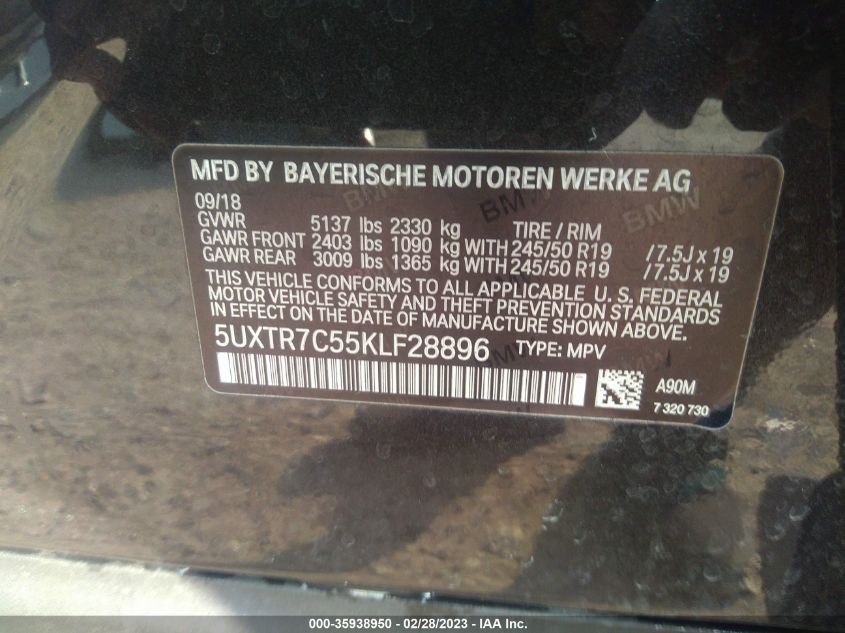 MFD BY BAYERISCHE MOTOREN WERKE AG
09/18
GVWR 5137 lbs 2330 kg TIRE / RIM
GAWR FRONT 2403 lbs 1090 kg WITH 245/50 R19 /7.5J x 19
GAWR REAR 3009 lbs 1365 kg WITH 245/50 R19 /7.5J x 19
THIS VEHICLE CONFORMS TO ALL APPLICABLE U. S. FEDERAL
MOTOR VEHICLE SAFETY AND THEFT PREVENTION STANDARDS
IN EFFECT ON THE DATE OF MANUFACTURE SHOWN ABOVE.
5UXTR7C55KLF28896 TYPE: MPV
A90M
7 320 730
000-35938950 - 02/28/2023 - IAA Inc.